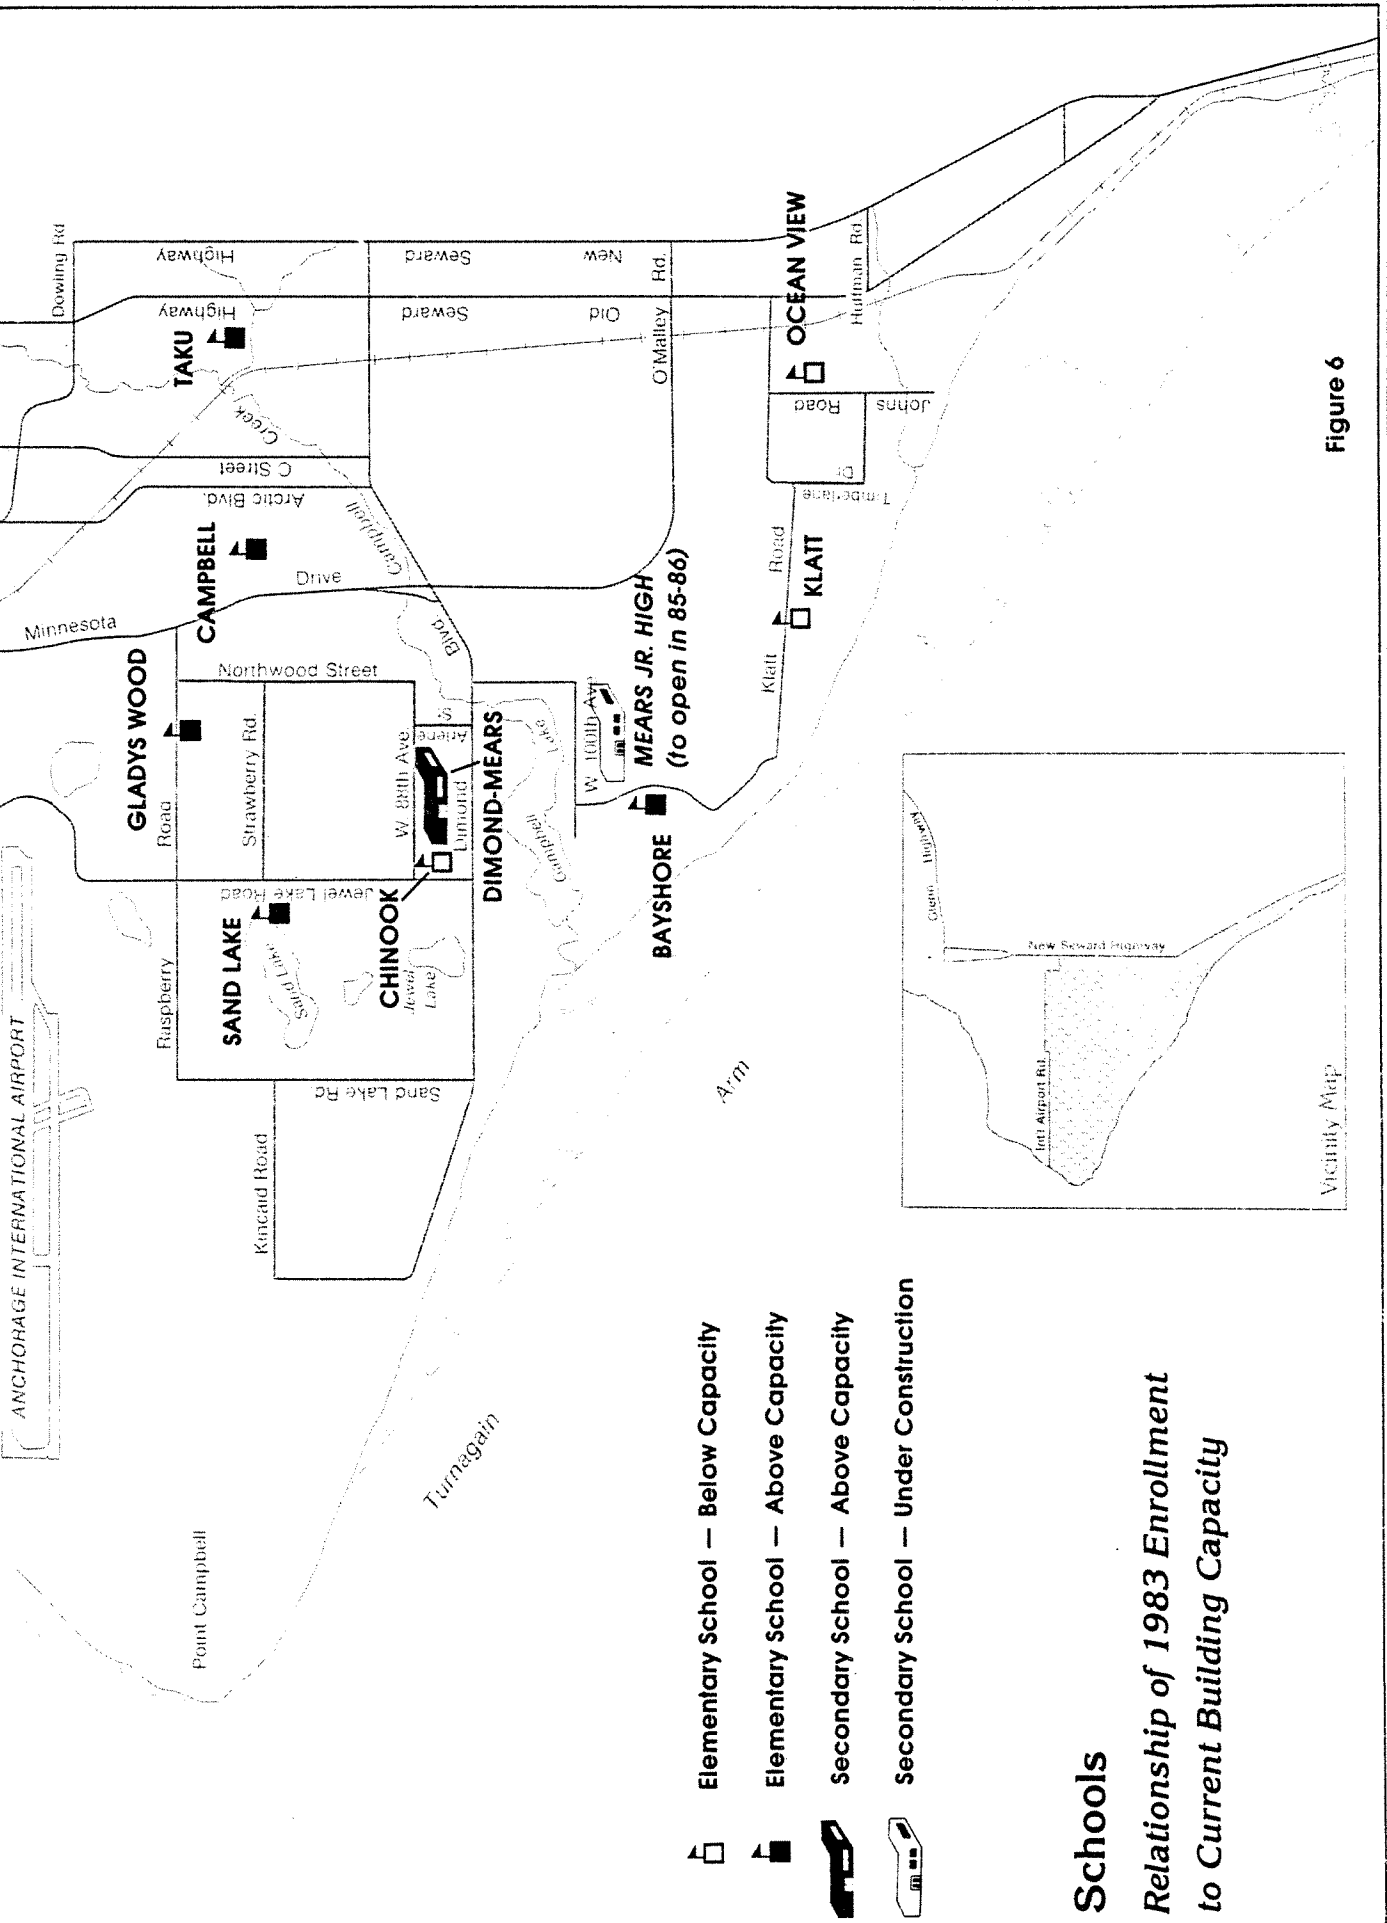 ANCHORAGE INTERNATIONAL AIRPORT
Point Campbell
Turnagain
Arm
Kincaid Road
Sand Lake Rd
Raspberry
Road
SAND LAKE
Sand Lake
CHINOOK
Jewel
Lake
Jewel Lake Road
Strawberry Rd.
GLADYS WOOD
Northwood Street
W. 88th Ave
Arlene
S
Dimond
Blvd
DIMOND-MEARS
Campbell
Lake
W. 100th Ave
MEARS JR. HIGH
(to open in 85-86)
BAYSHORE
Minnesota
Drive
CAMPBELL
Arctic Blvd.
C Street
Campbell
Creek
TAKU
Dowling Rd
Old
Seward
Highway
New
Seward
Highway
O'Malley
Rd.
Klatt
Road
KLATT
Timberlane
Dr
Johns
Road
OCEAN VIEW
Huffman Rd.
Elementary School — Below Capacity
Elementary School — Above Capacity
Secondary School — Above Capacity
Secondary School — Under Construction
Glenn
Highway
New Seward Highway
Int'l Airport Rd.
Vicinity Map
Schools
Relationship of 1983 Enrollment
to Current Building Capacity
Figure 6